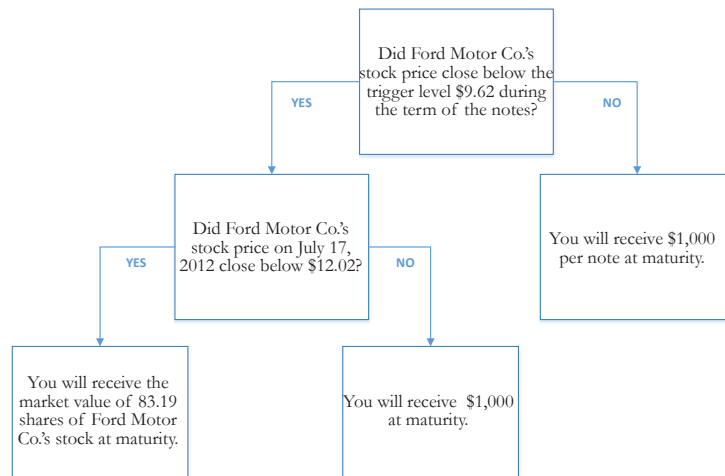 Did Ford Motor Co.'s
stock price close below the
trigger level $9.62 during
the term of the notes?
YES
NO
Did Ford Motor Co.'s
stock price on July 17,
2012 close below $12.02?
You will receive $1,000
per note at maturity.
YES
NO
You will receive the
market value of 83.19
shares of Ford Motor
Co.'s stock at maturity.
You will receive $1,000
at maturity.